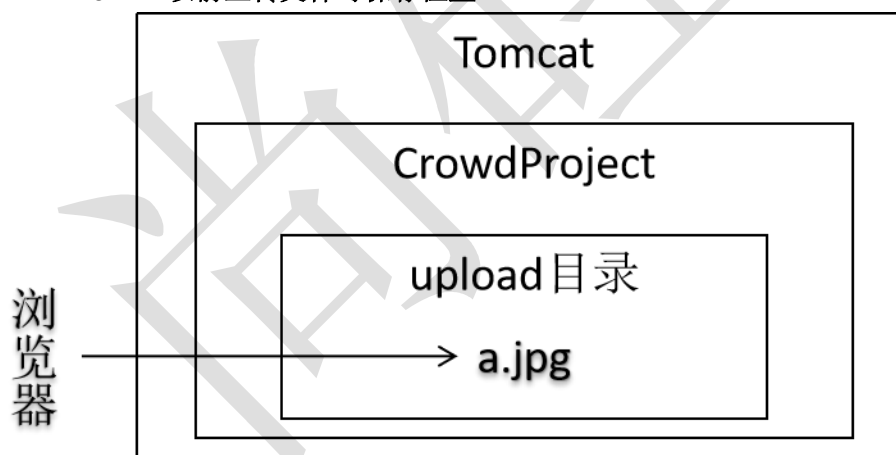 Tomcat
CrowdProject
upload目录
浏览器
a.jpg